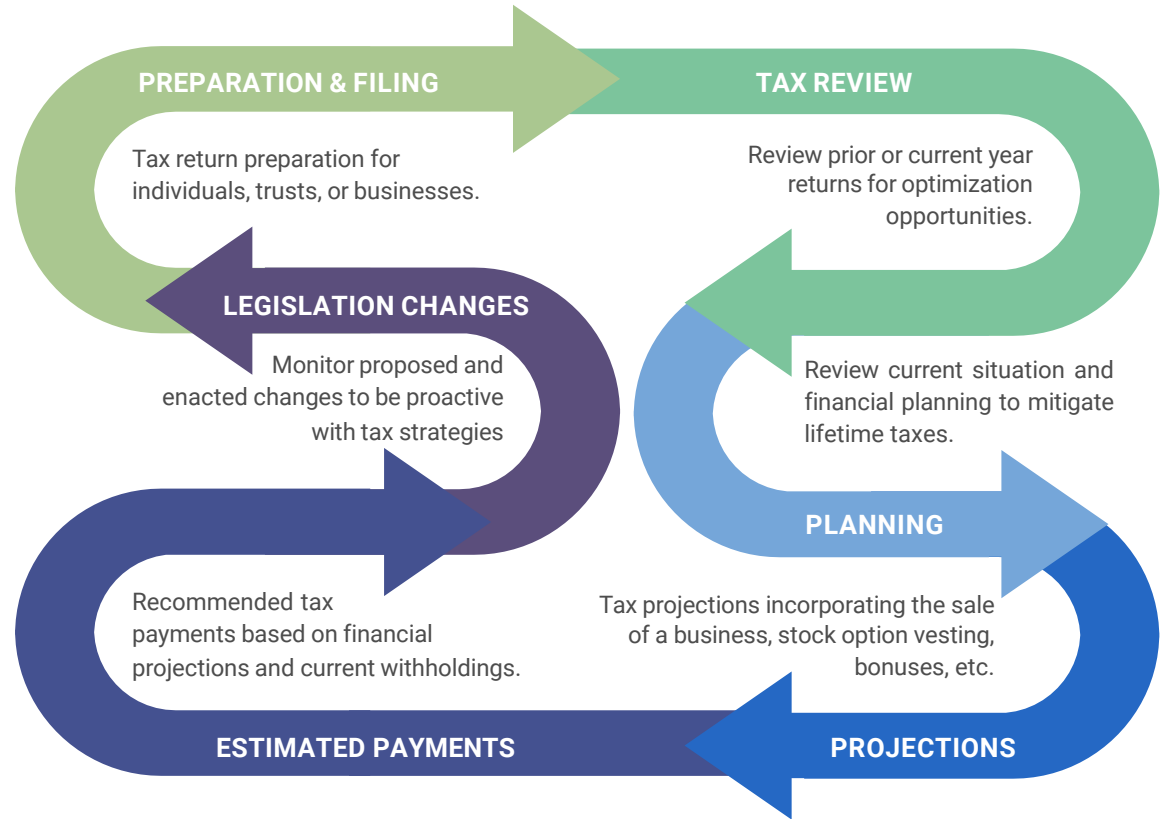 PREPARATION & FILING
Tax return preparation for
individuals, trusts, or businesses.
TAX REVIEW
Review prior or current year
returns for optimization
opportunities.
LEGISLATION CHANGES
Monitor proposed and
enacted changes to be proactive
with tax strategies
Review current situation and
financial planning to mitigate
lifetime taxes.
PLANNING
Recommended tax
payments based on financial
projections and current withholdings.
ESTIMATED PAYMENTS
Tax projections incorporating the sale
of a business, stock option vesting,
bonuses, etc.
PROJECTIONS